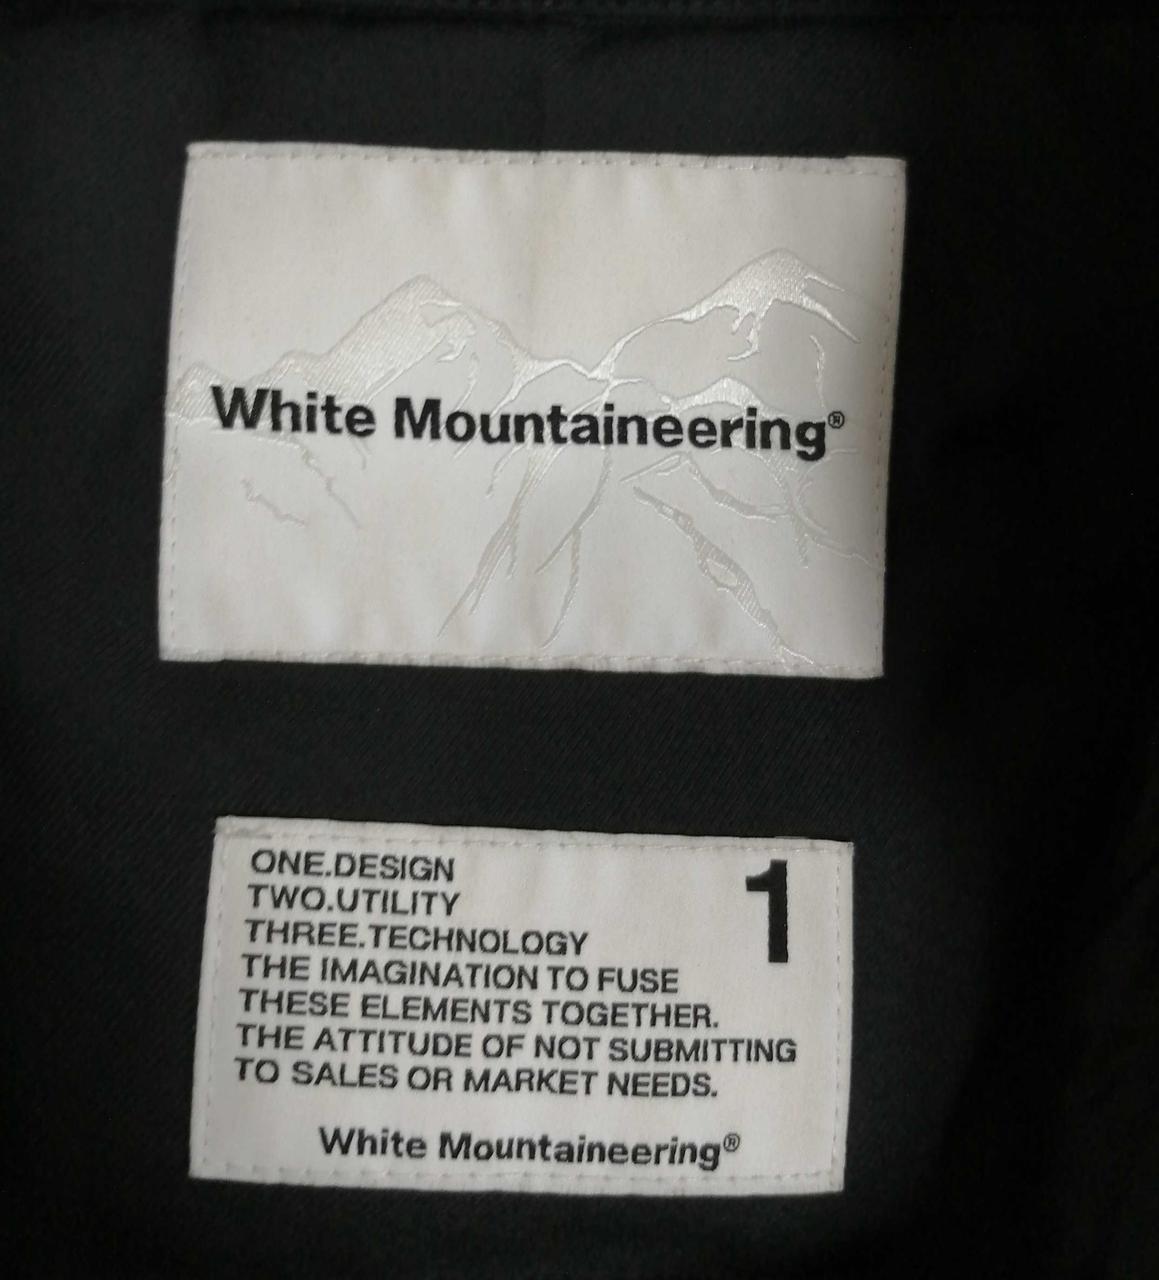 White Mountaineering®
1
ONE.DESIGN
TWO.UTILITY
THREE.TECHNOLOGY
THE IMAGINATION TO FUSE
THESE ELEMENTS TOGETHER.
THE ATTITUDE OF NOT SUBMITTING
TO SALES OR MARKET NEEDS.
White Mountaineering®